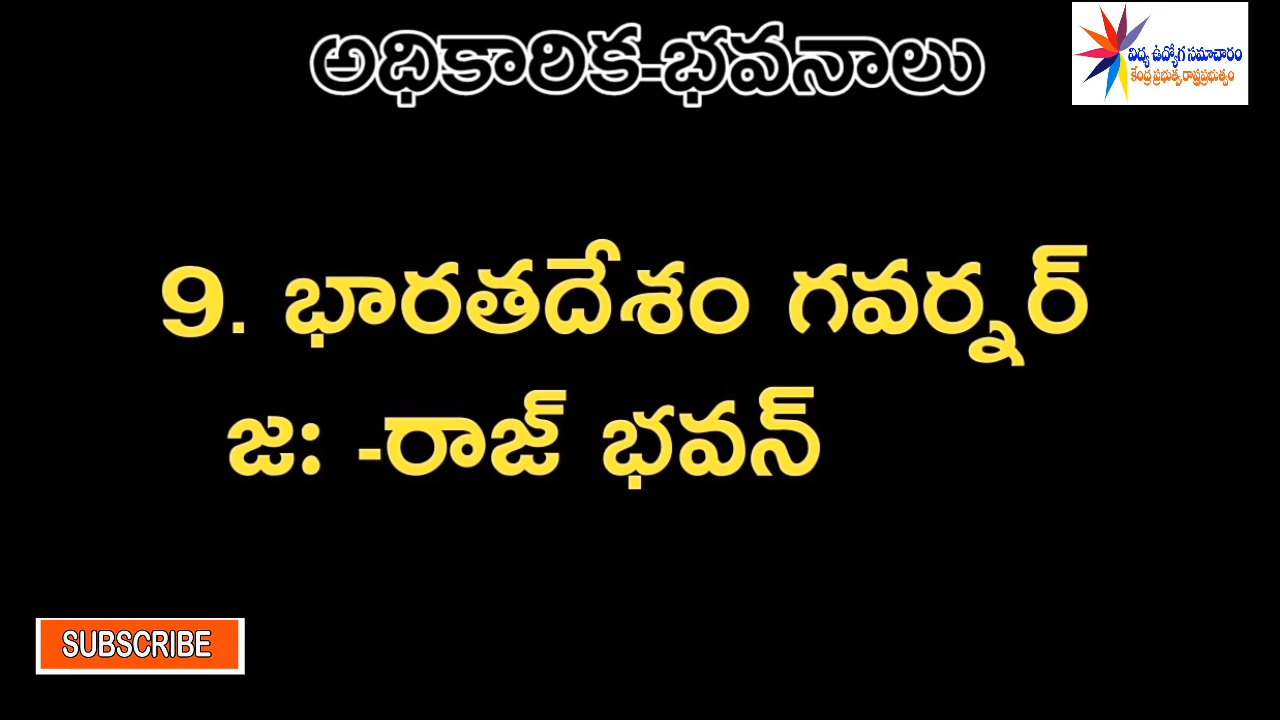 అధికారిక-భవనాలు
విద్య ఉద్యోగ సమాచారం
కేంద్ర ప్రభుత్వ,రాష్ట్రప్రభుత్వం
9. భారతదేశం గవర్నర్
జః -రాజ్ భవన్
SUBSCRIBE